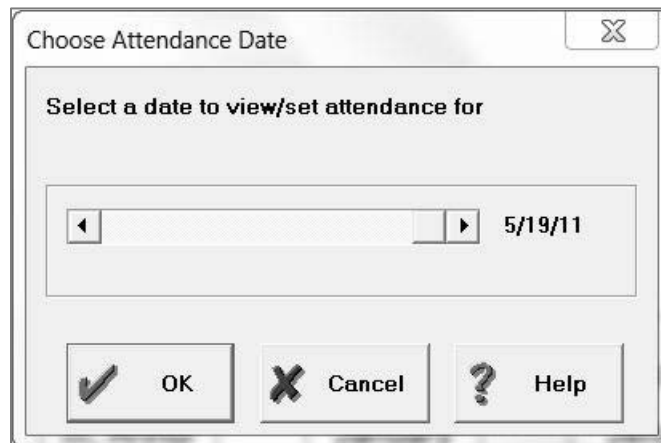 Choose Attendance Date
Select a date to view/set attendance for
5/19/11
OK
Cancel
Help